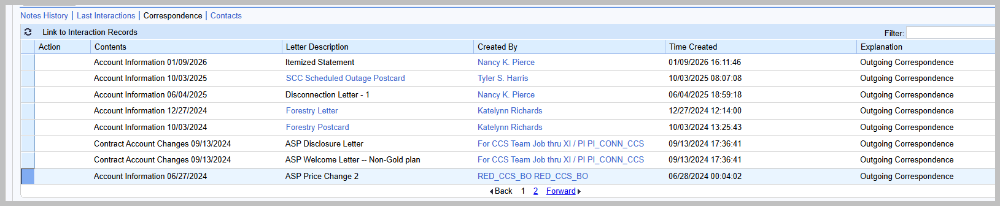 Notes History | Last Interactions | Correspondence | Contacts
Link to Interaction Records Filter:
Action Contents Letter Description Created By Time Created Explanation
Account Information 01/09/2026 Itemized Statement Nancy K. Pierce 01/09/2026 16:11:46 Outgoing Correspondence
Account Information 10/03/2025 SCC Scheduled Outage Postcard Tyler S. Harris 10/03/2025 08:07:08 Outgoing Correspondence
Account Information 06/04/2025 Disconnection Letter - 1 Nancy K. Pierce 06/04/2025 18:59:18 Outgoing Correspondence
Account Information 12/27/2024 Forestry Letter Katelynn Richards 12/27/2024 12:14:00 Outgoing Correspondence
Account Information 10/03/2024 Forestry Postcard Katelynn Richards 10/03/2024 13:25:43 Outgoing Correspondence
Contract Account Changes 09/13/2024 ASP Disclosure Letter For CCS Team Job thru XI / PI PI_CONN_CCS 09/13/2024 17:36:41 Outgoing Correspondence
Contract Account Changes 09/13/2024 ASP Welcome Letter -- Non-Gold plan For CCS Team Job thru XI / PI PI_CONN_CCS 09/13/2024 17:36:41 Outgoing Correspondence
Account Information 06/27/2024 ASP Price Change 2 RED_CCS_BO RED_CCS_BO 06/28/2024 00:04:02 Outgoing Correspondence
Back 1 2 Forward